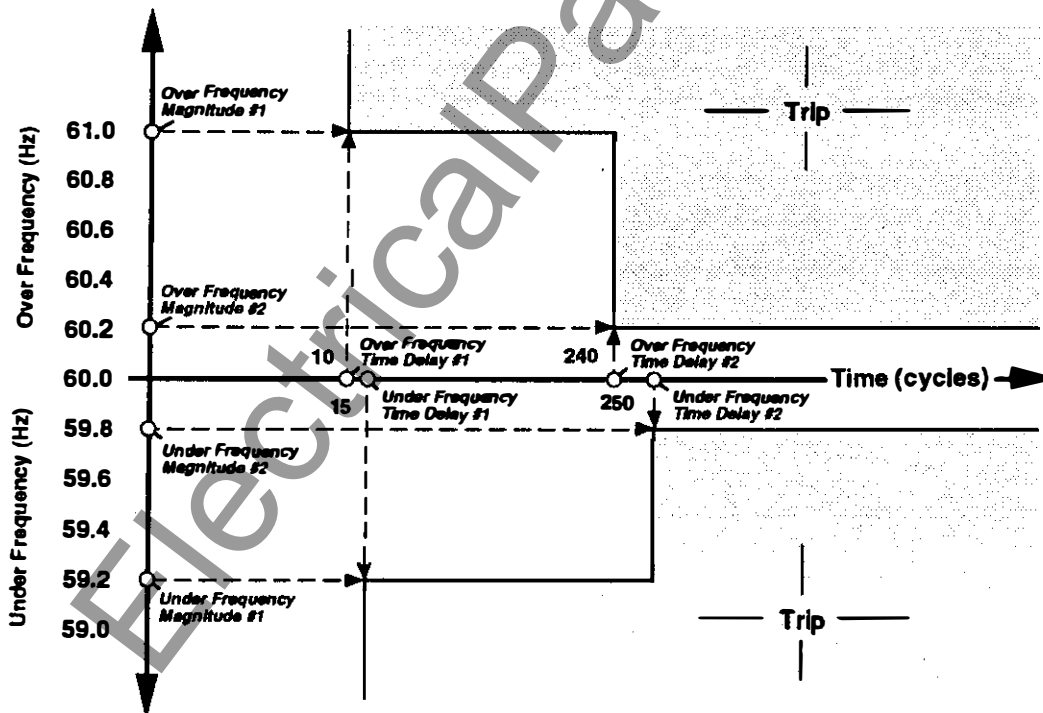 Over Frequency
Magnitude #1
61.0
60.8
60.6
60.4
60.2
60.0
59.8
59.6
59.4
59.2
59.0
Over Frequency (Hz)
Under Frequency (Hz)
Trip
Over Frequency
Magnitude #2
10
Over Frequency
Time Delay #1
240
Over Frequency
Time Delay #2
Time (cycles)
15
Under Frequency
Time Delay #1
250
Under Frequency
Time Delay #2
Under Frequency
Magnitude #2
Under Frequency
Magnitude #1
Trip
ElectricalPa